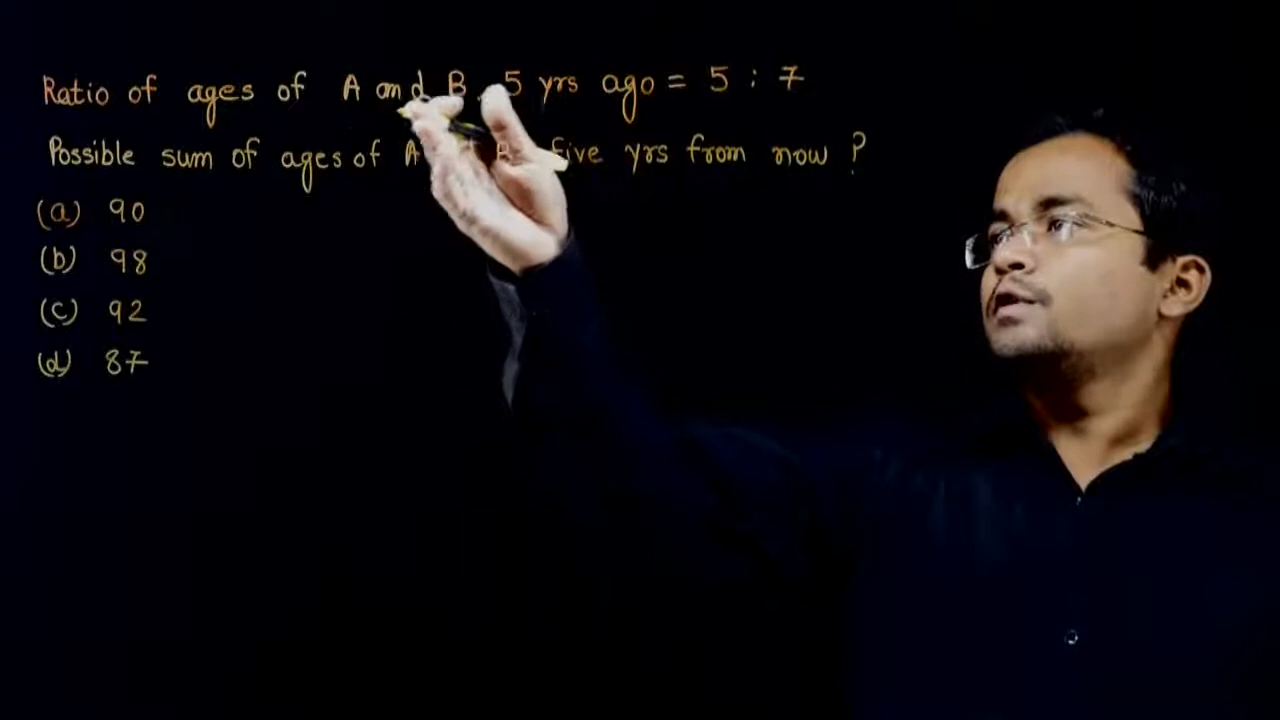 Ratio of ages of A and B, 5 yrs ago = 5 : 7
Possible sum of ages of A B five yrs from now ?
(a) 90
(b) 98
(c) 92
(d) 87